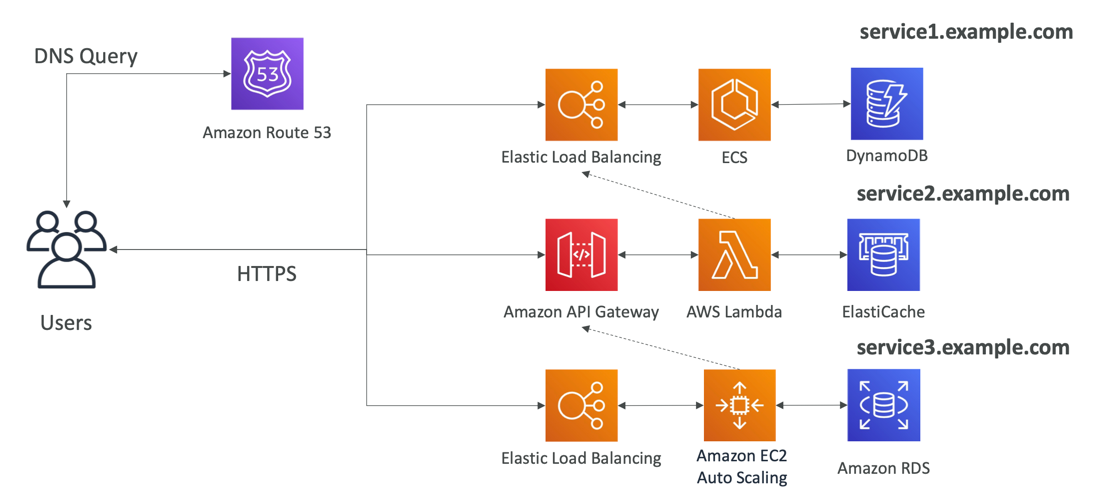 service1.example.com
DNS Query
53
Amazon Route 53
Elastic Load Balancing
ECS
DynamoDB
service2.example.com
HTTPS
</>
Users
Amazon API Gateway
AWS Lambda
ElastiCache
service3.example.com
Elastic Load Balancing
Amazon EC2
Auto Scaling
Amazon RDS